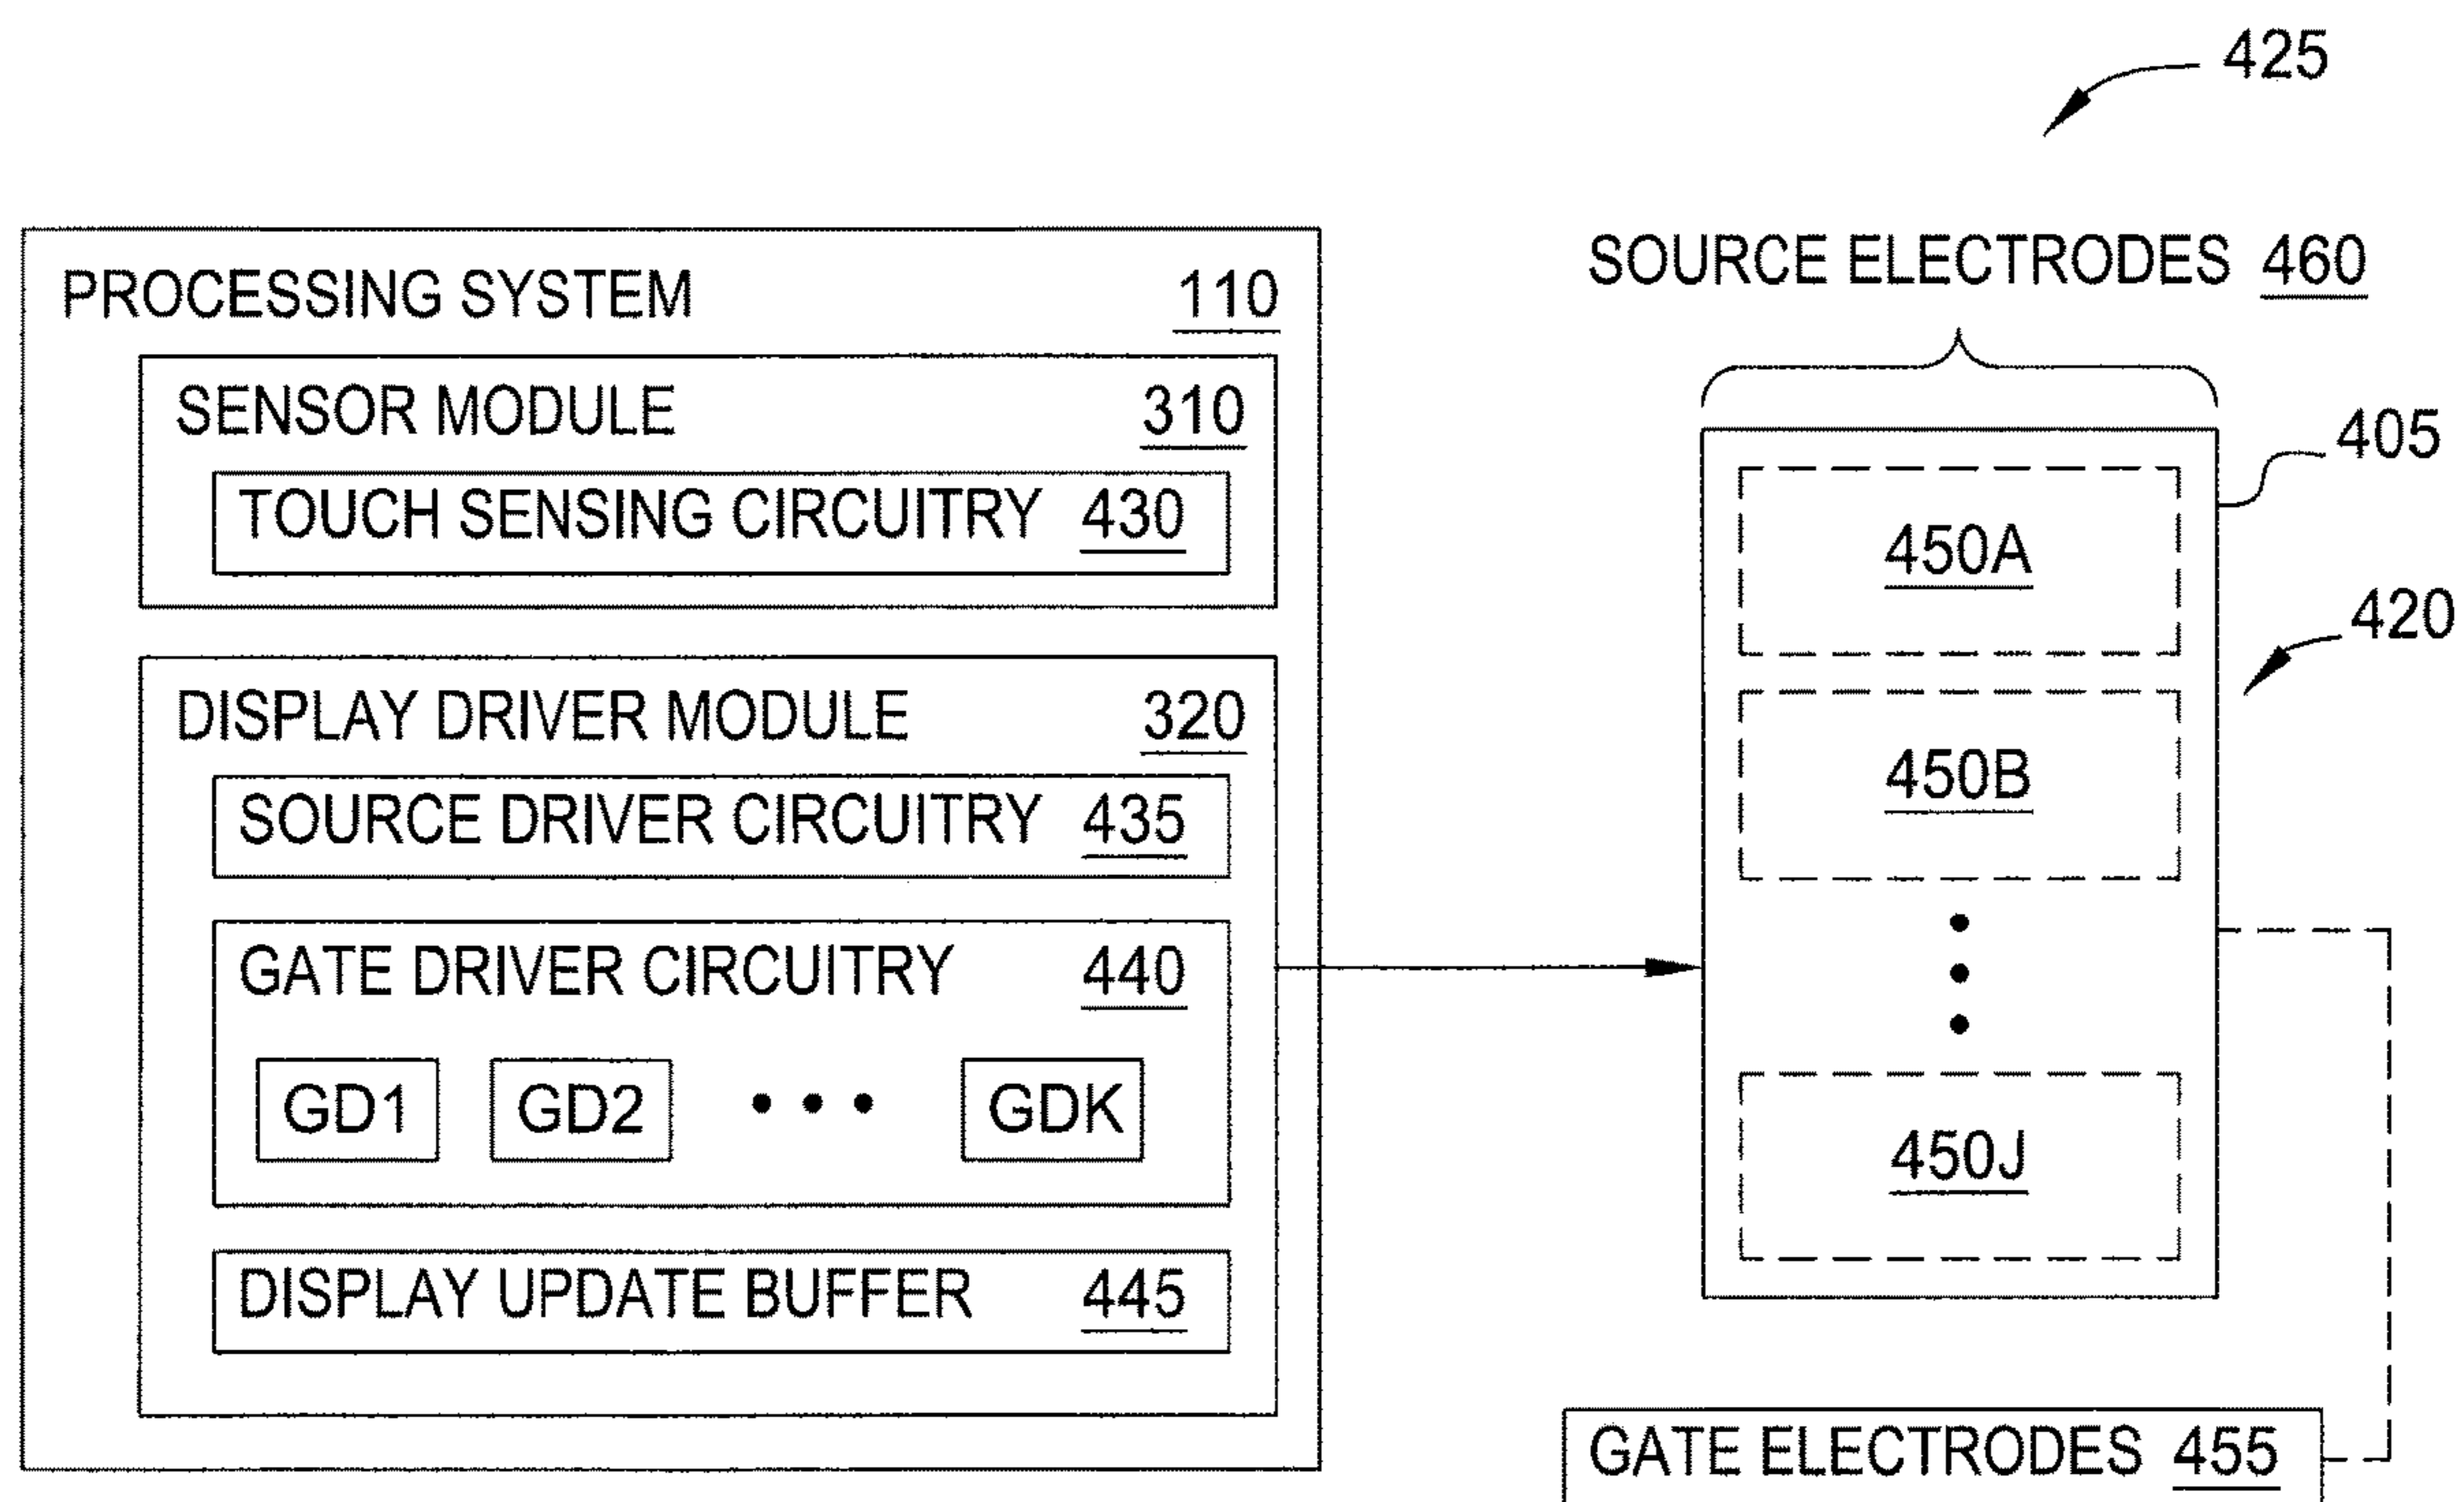 425
PROCESSING SYSTEM 110
SENSOR MODULE 310
TOUCH SENSING CIRCUITRY 430
DISPLAY DRIVER MODULE 320
SOURCE DRIVER CIRCUITRY 435
GATE DRIVER CIRCUITRY 440
GD1 GD2 • • • GDK
DISPLAY UPDATE BUFFER 445
SOURCE ELECTRODES 460
405
450A
420
450B
450J
GATE ELECTRODES 455